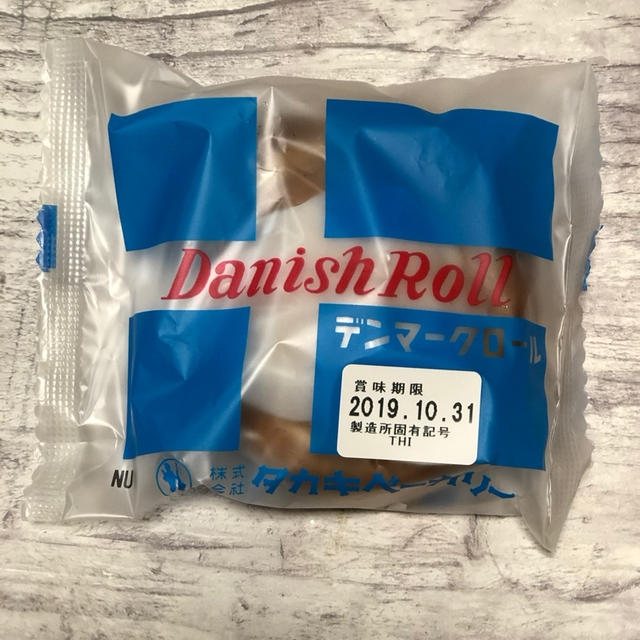 Danish Roll
デンマークロール
賞味期限
2019.10.31
製造所固有記号
THI
NU
株式会社 タカキベーカリー